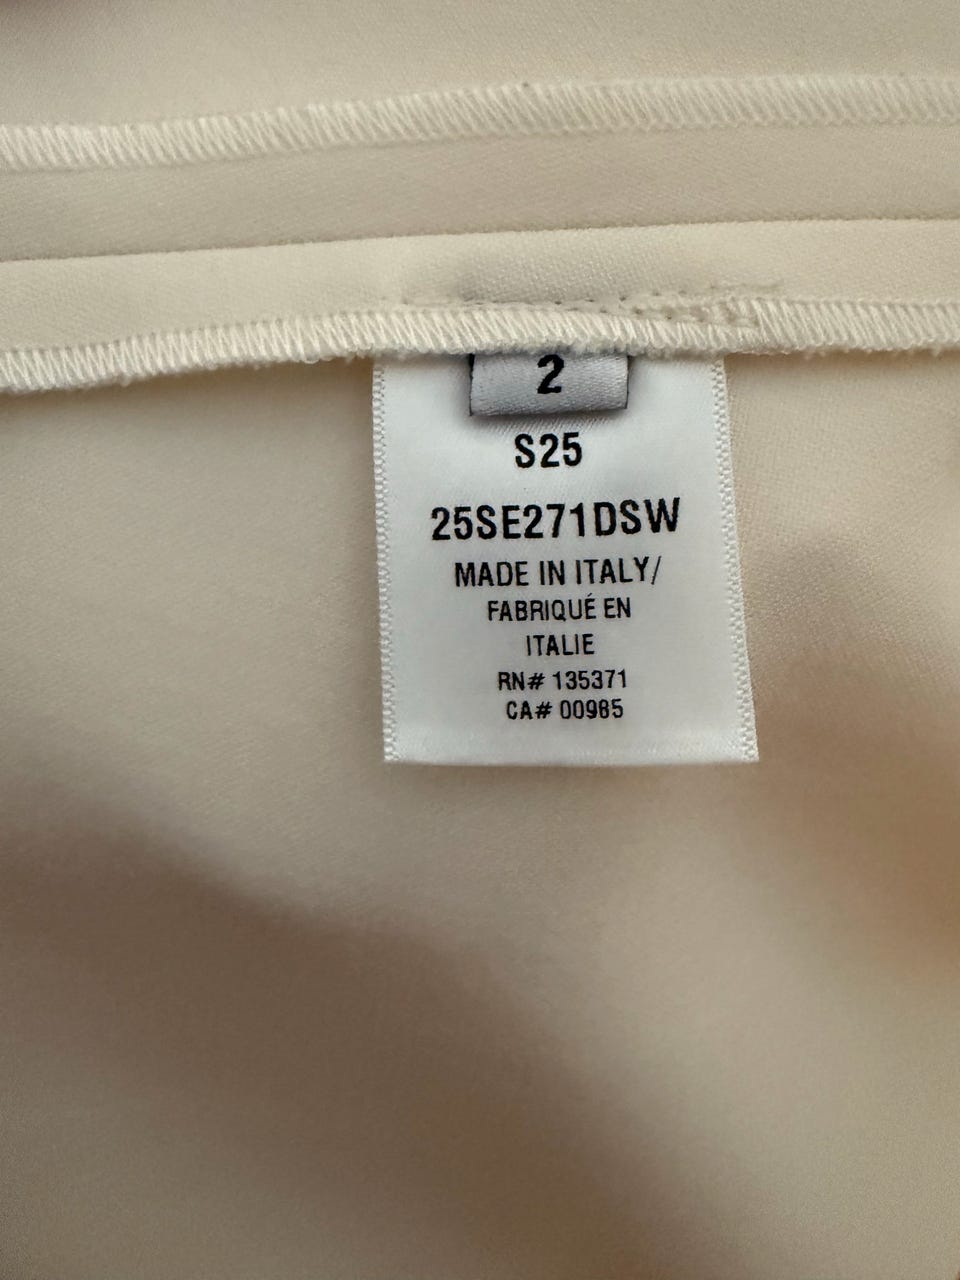 2
S25
25SE271DSW
MADE IN ITALY/
FABRIQUÉ EN
ITALIE
RN# 135371
CA# 00985